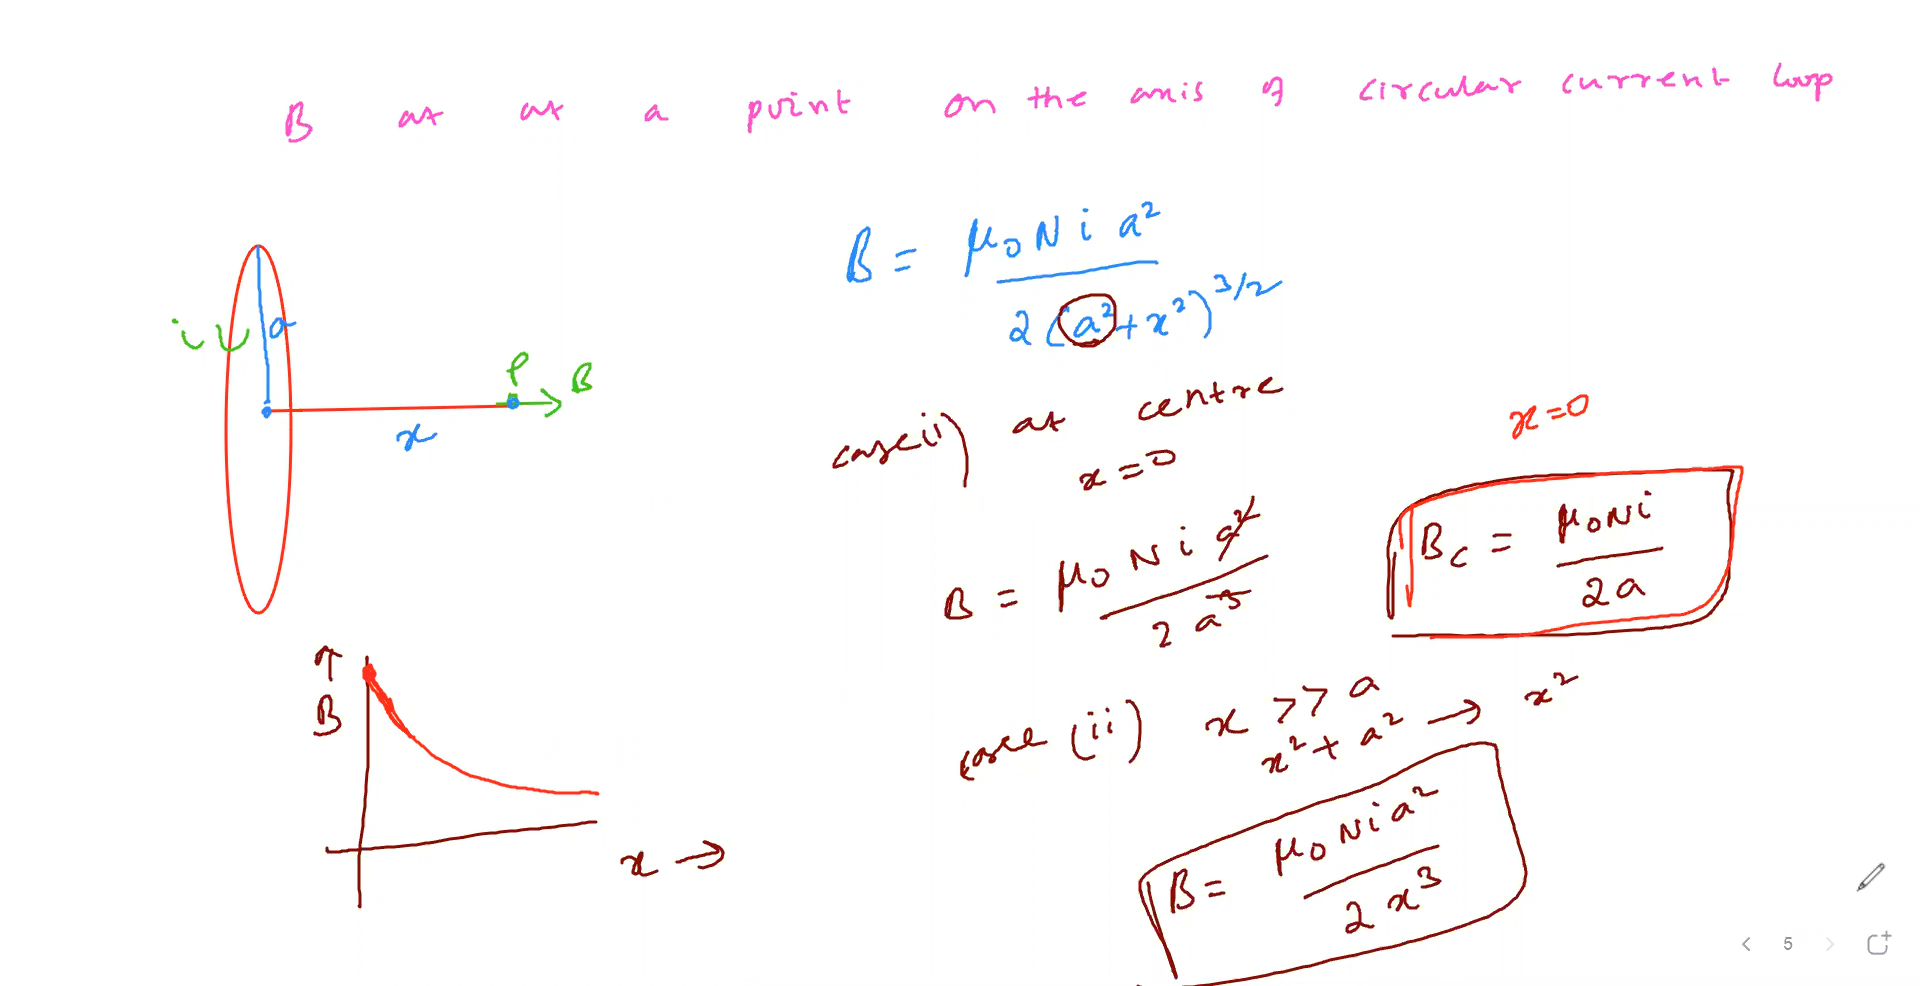 B at at a point on the axis of circular current loop
B = μ₀ N i a² / 2 (a² + x²)^3/2
i
a
P
B
x
case i) at centre
x = 0
x = 0
B = μ₀ N i a² / 2 a³
B_C = μ₀ N i / 2a
↑
B
x →
case (ii) x >> a
x² + a² → x²
B = μ₀ N i a² / 2 x³
5